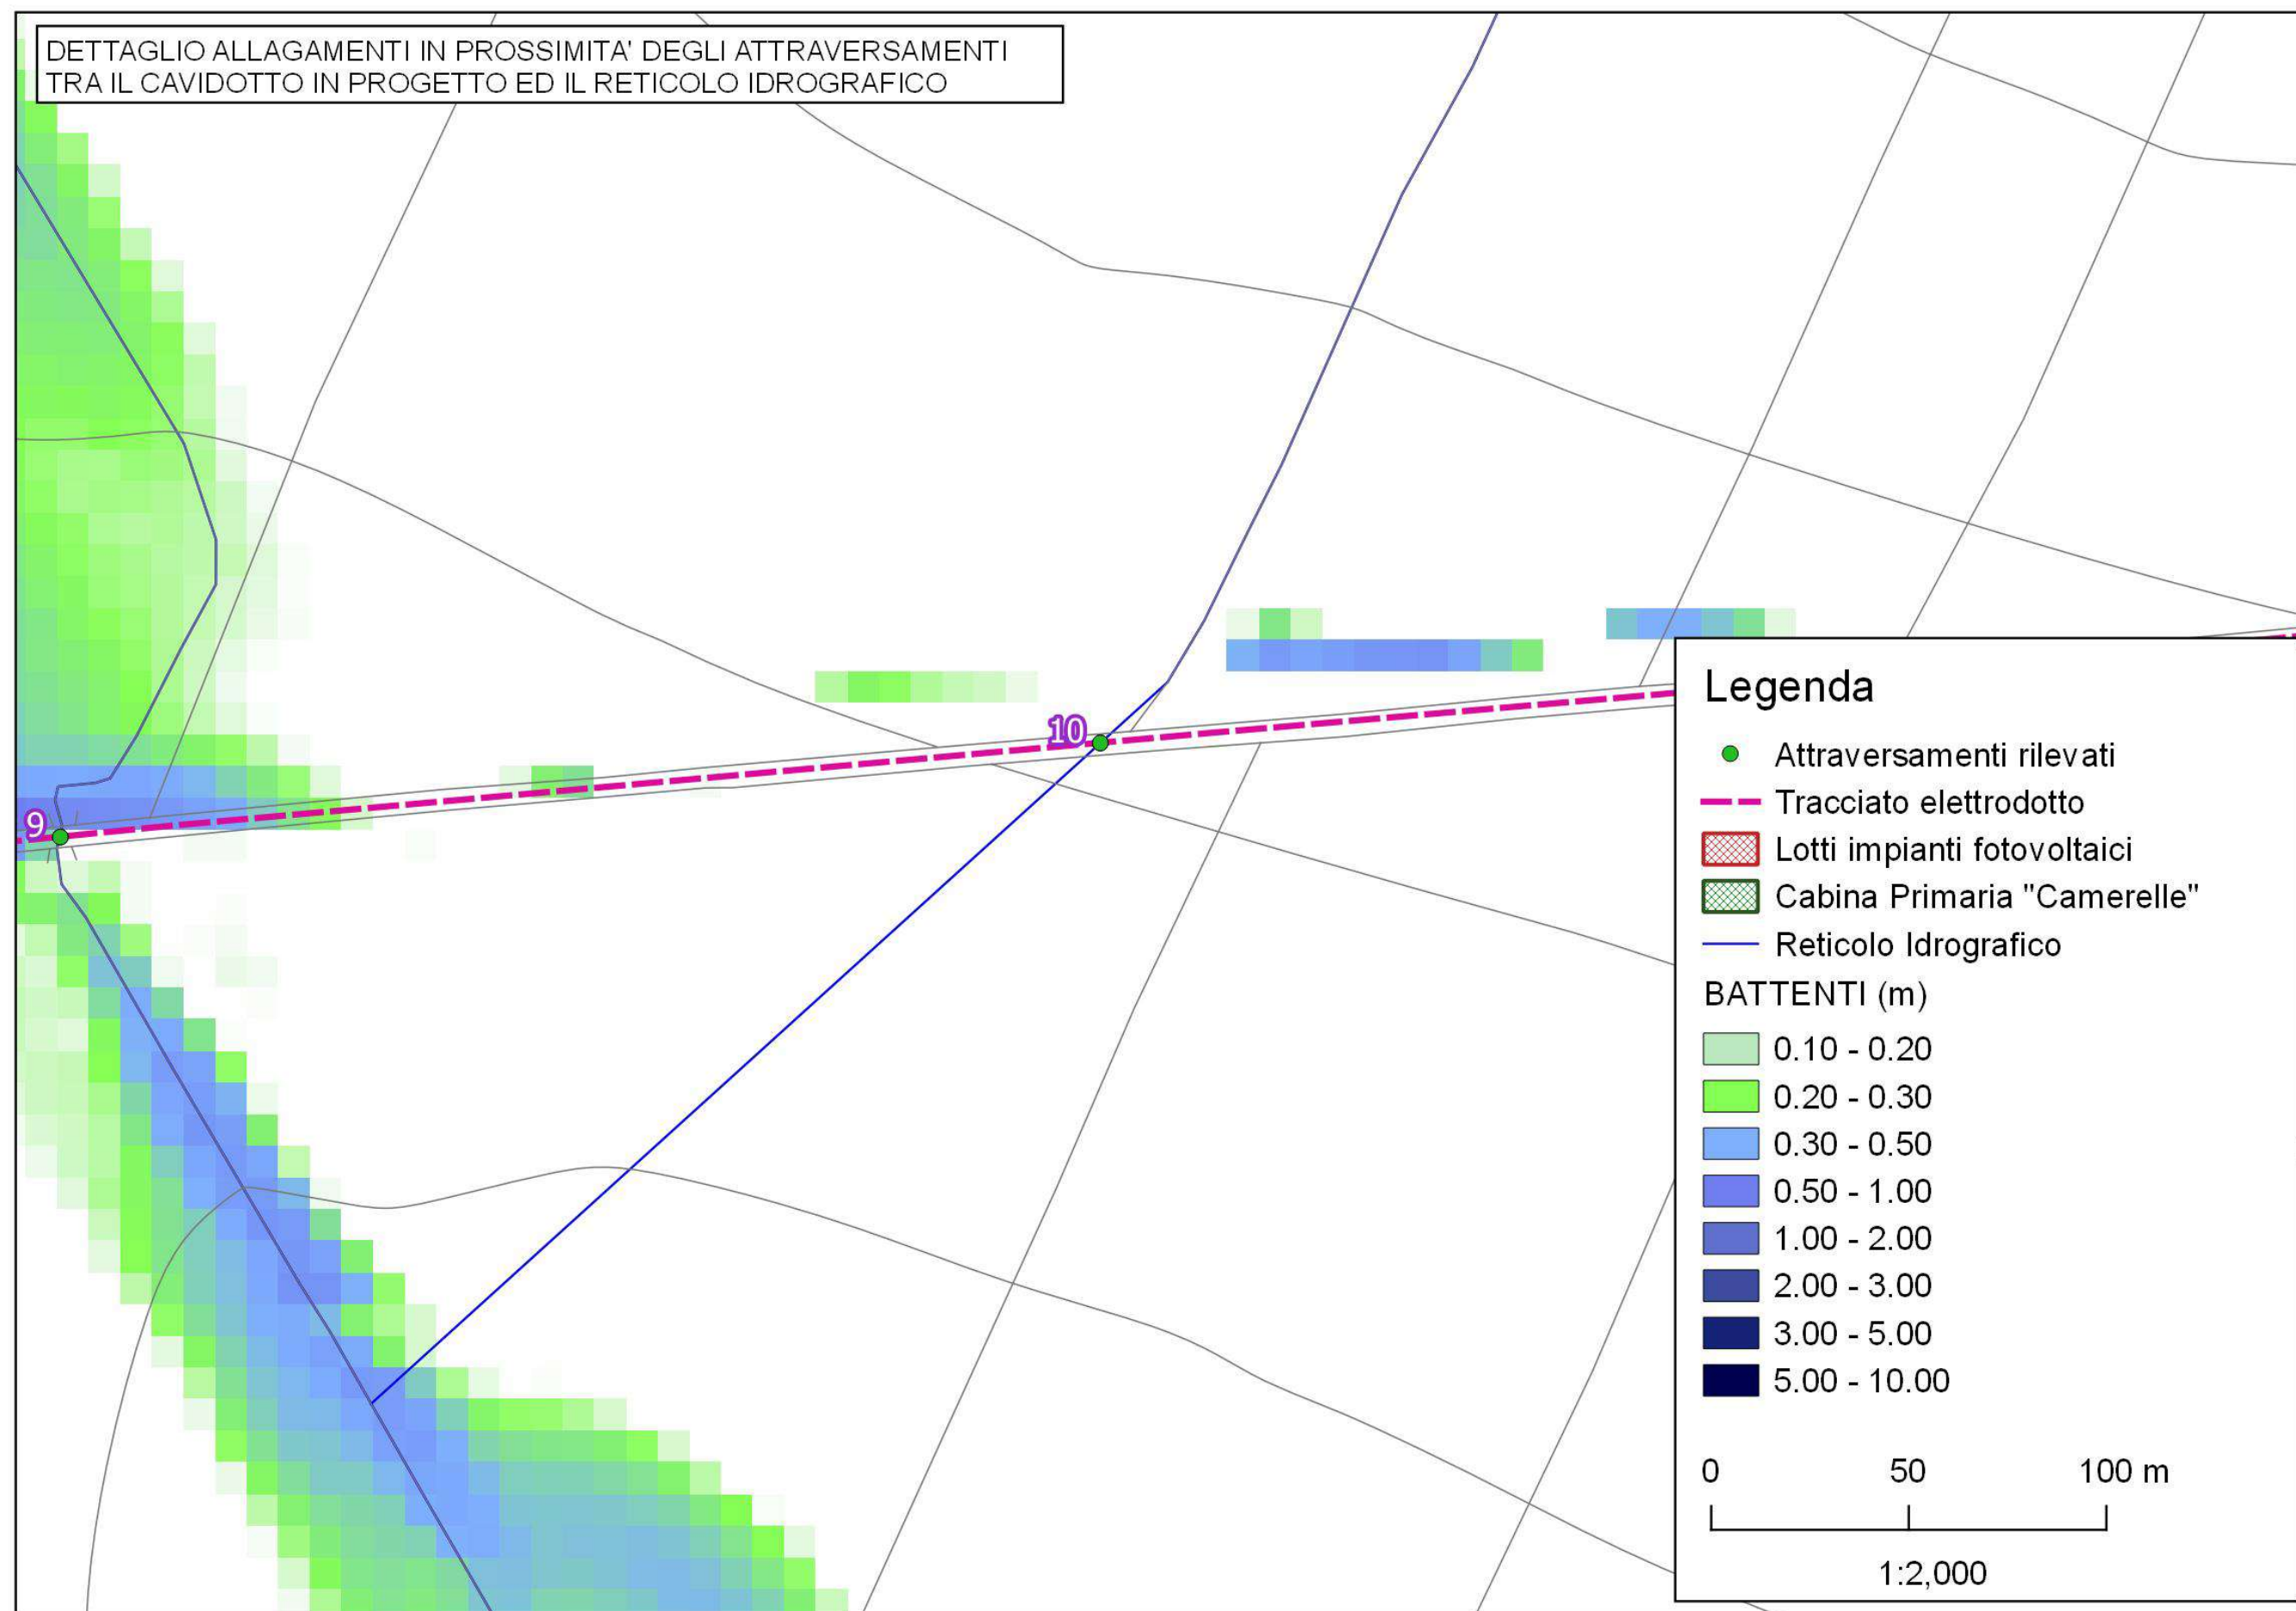 DETTAGLIO ALLAGAMENTI IN PROSSIMITA' DEGLI ATTRAVERSAMENTI
TRA IL CAVIDOTTO IN PROGETTO ED IL RETICOLO IDROGRAFICO
10
9
Legenda
Attraversamenti rilevati
Tracciato elettrodotto
Lotti impianti fotovoltaici
Cabina Primaria "Camerelle"
Reticolo Idrografico
BATTENTI (m)
0.10 - 0.20
0.20 - 0.30
0.30 - 0.50
0.50 - 1.00
1.00 - 2.00
2.00 - 3.00
3.00 - 5.00
5.00 - 10.00
0 50 100 m
1:2,000